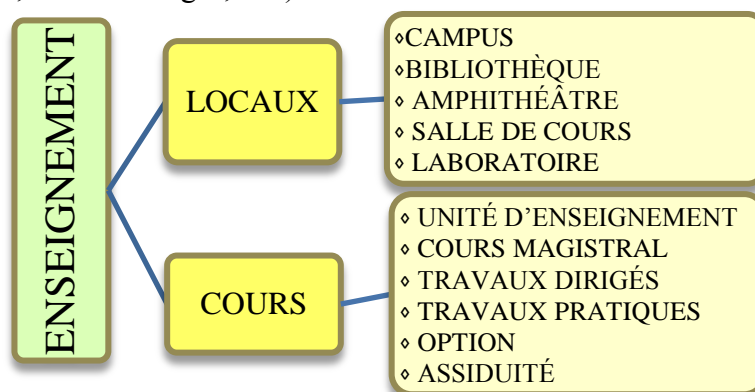 ENSEIGNEMENT
LOCAUX
◊CAMPUS
◊BIBLIOTHÈQUE
◊ AMPHITHÉÂTRE
◊ SALLE DE COURS
◊ LABORATOIRE
COURS
◊ UNITÉ D’ENSEIGNEMENT
◊ COURS MAGISTRAL
◊ TRAVAUX DIRIGÉS
◊ TRAVAUX PRATIQUES
◊ OPTION
◊ ASSIDUITÉ